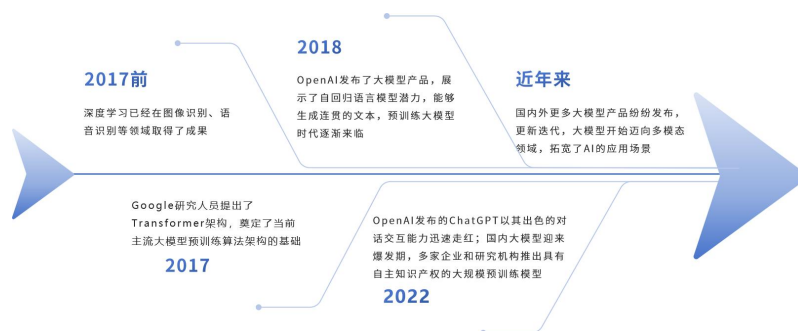 2017前
深度学习已经在图像识别、语
音识别等领域取得了成果
Google研究人员提出了
Transformer架构，奠定了当前
主流大模型预训练算法架构的基础
2017
2018
OpenAI发布了大模型产品，展
示了自回归语言模型潜力，能够
生成连贯的文本，预训练大模型
时代逐渐来临
OpenAI发布的ChatGPT以其出色的对
话交互能力迅速走红；国内大模型迎来
爆发期，多家企业和研究机构推出具有
自主知识产权的大规模预训练模型
2022
近年来
国内外更多大模型产品纷纷发布，
更新迭代，大模型开始迈向多模态
领域，拓宽了AI的应用场景